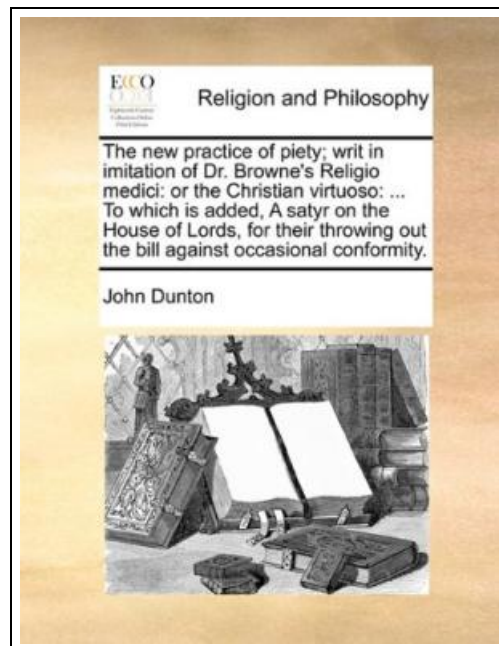 ECCO
Religion and Philosophy
The new practice of piety; writ in
imitation of Dr. Browne's Religio
medici: or the Christian virtuoso: ...
To which is added, A satyr on the
House of Lords, for their throwing out
the bill against occasional conformity.
John Dunton